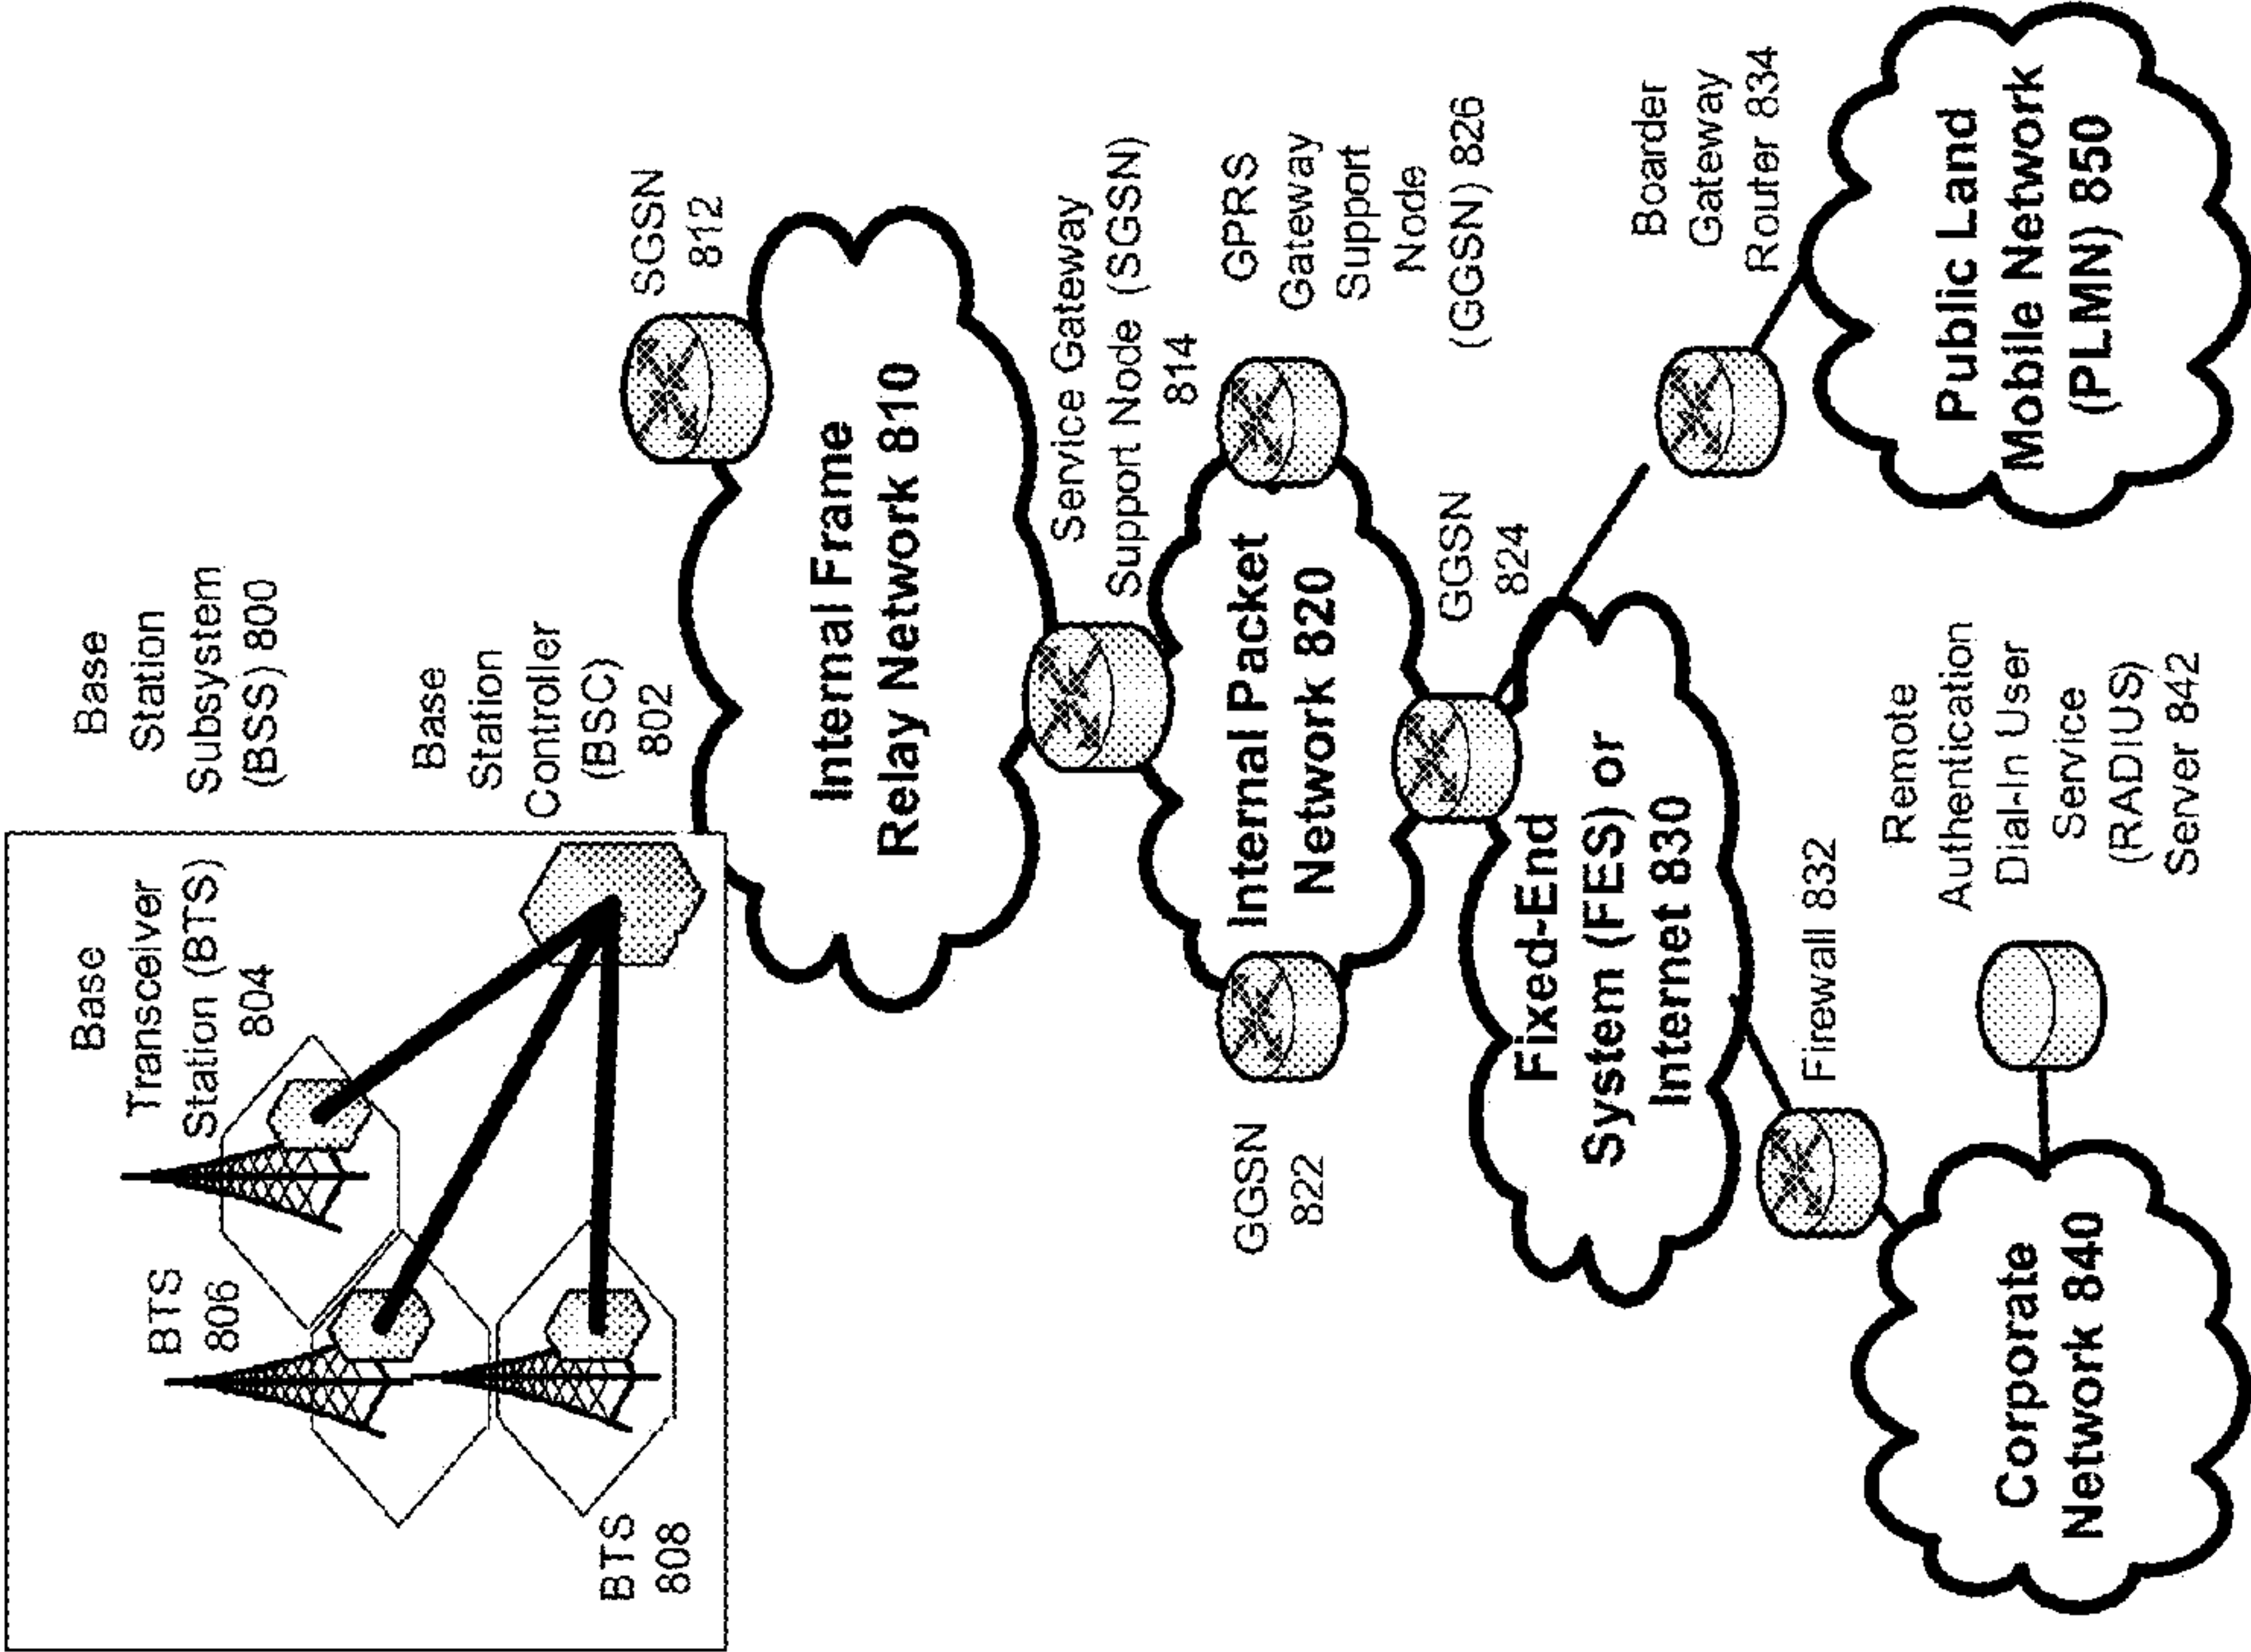 Base
Station
Subsystem
(BSS) 800
Base
Transceiver
Station (BTS)
804
BTS
806
BTS
808
Base
Station
Controller
(BSC)
802
SGSN
812
Internal Frame
Relay Network 810
Service Gateway
Support Node (SGSN)
814
GPRS
Gateway
Support
Node
(GGSN) 826
Internal Packet
Network 820
GGSN
822
GGSN
824
Fixed-End
System (FES) or
Internet 830
Boarder
Gateway
Router 834
Public Land
Mobile Network
(PLMN) 850
Firewall 832
Remote
Authentication
Dial-In User
Service
(RADIUS)
Server 842
Corporate
Network 840